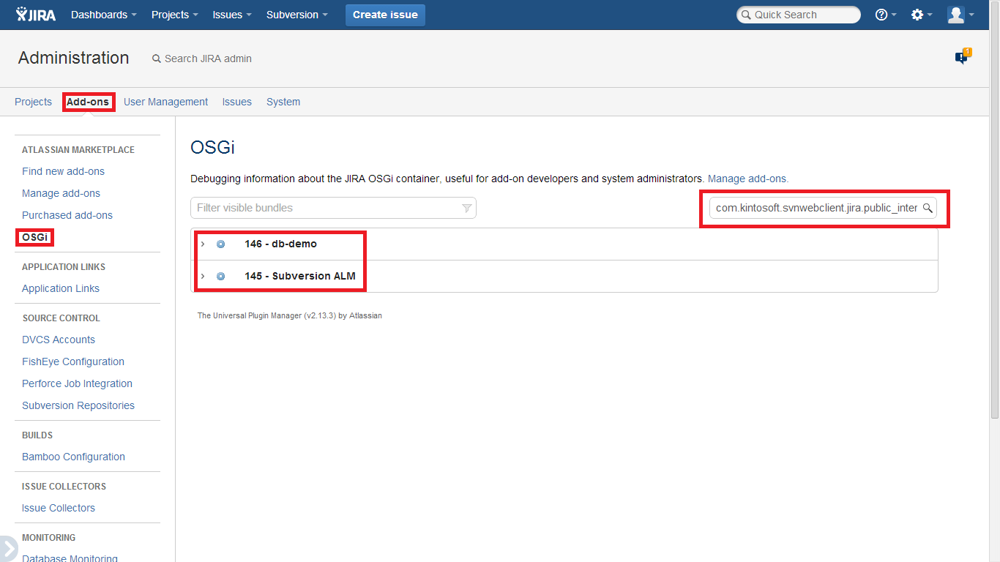 JIRA Dashboards Projects Issues Subversion Create issue Quick Search
Administration Search JIRA admin 1
Projects Add-ons User Management Issues System
ATLASSIAN MARKETPLACE
Find new add-ons
Manage add-ons
Purchased add-ons
OSGi
APPLICATION LINKS
Application Links
SOURCE CONTROL
DVCS Accounts
FishEye Configuration
Perforce Job Integration
Subversion Repositories
BUILDS
Bamboo Configuration
ISSUE COLLECTORS
Issue Collectors
MONITORING
Database Monitoring
OSGi
Debugging information about the JIRA OSGi container, useful for add-on developers and system administrators. Manage add-ons.
Filter visible bundles com.kintosoft.svnwebclient.jira.public_inter
146 - db-demo
145 - Subversion ALM
The Universal Plugin Manager (v2.13.3) by Atlassian